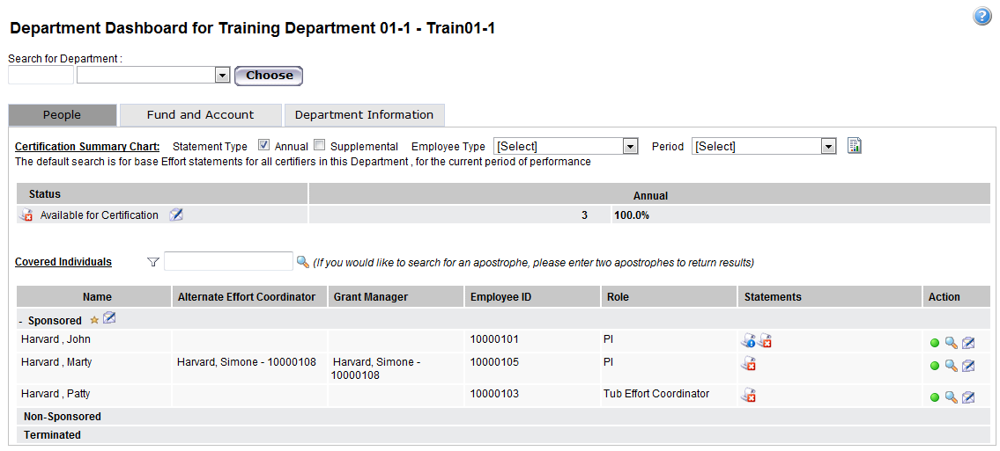 Department Dashboard for Training Department 01-1 - Train01-1
?
Search for Department :
Choose
People Fund and Account Department Information
Certification Summary Chart: Statement Type Annual Supplemental Employee Type [Select] Period [Select]
The default search is for base Effort statements for all certifiers in this Department , for the current period of performance
Status Annual
Available for Certification 3 100.0%
Covered Individuals (If you would like to search for an apostrophe, please enter two apostrophes to return results)
Name Alternate Effort Coordinator Grant Manager Employee ID Role Statements Action
- Sponsored
Harvard , John 10000101 PI
Harvard , Marty Harvard, Simone - 10000108 Harvard, Simone - 10000105 PI
10000108
Harvard , Patty 10000103 Tub Effort Coordinator
Non-Sponsored
Terminated